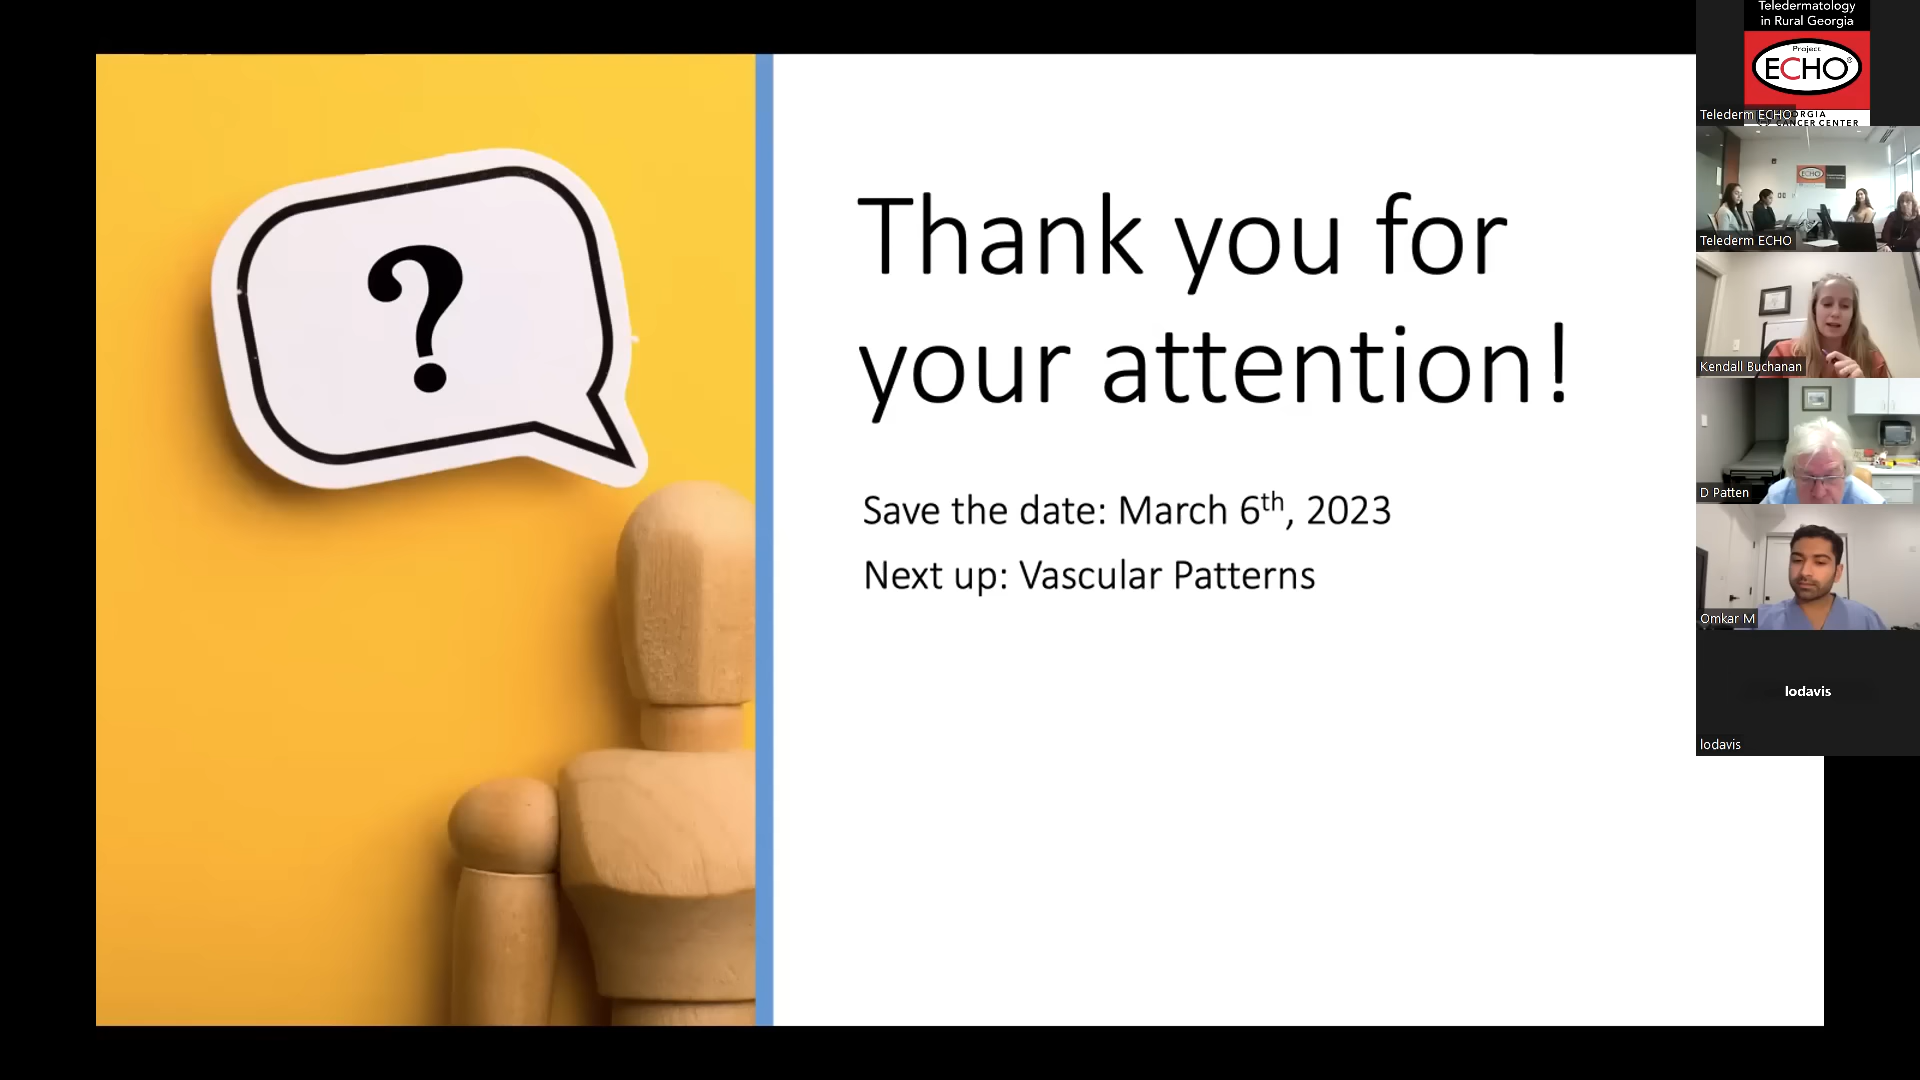 ?
Thank you for
your attention!
Save the date: March 6th, 2023
Next up: Vascular Patterns
Teledermatology
in Rural Georgia
Project
ECHO®
Telederm ECHO
CANCER CENTER
ECHO
Telederm ECHO
Kendall Buchanan
D Patten
Omkar M
lodavis
lodavis